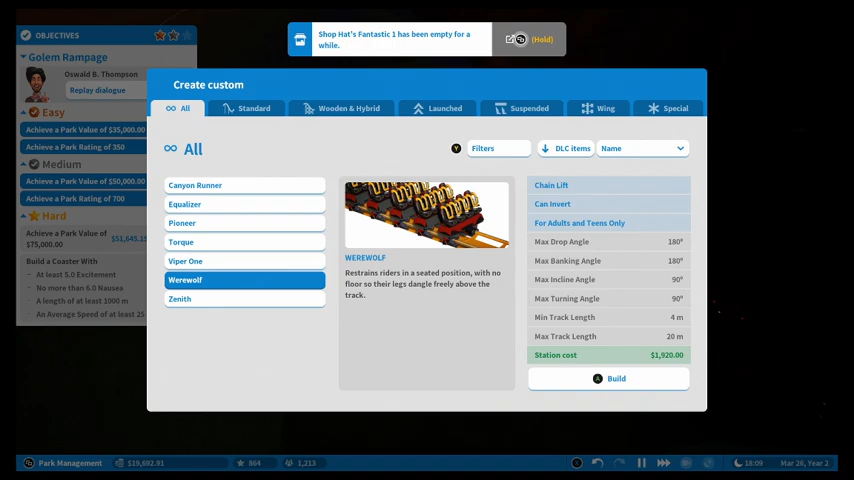 Shop Hat's Fantastic 1 has been empty for a
while.
(Hold)
OBJECTIVES
Golem Rampage
Oswald B. Thompson
Replay dialogue
Easy
Achieve a Park Value of $35,000.00
Achieve a Park Rating of 350
Medium
Achieve a Park Value of $50,000.00
Achieve a Park Rating of 700
Hard
Achieve a Park Value of
$75,000.00
Build a Coaster With
- At least 5.0 Excitement
- No more than 6.0 Nausea
- A length of at least 1000 m
- An Average Speed of at least 25
Create custom
All
Standard
Wooden & Hybrid
Launched
Suspended
Wing
Special
All
Y
Filters
DLC items
Name
Canyon Runner
Equalizer
Pioneer
Torque
Viper One
Werewolf
Zenith
WEREWOLF
Restrains riders in a seated position, with no
floor so their legs dangle freely above the
track.
Chain Lift
Can Invert
For Adults and Teens Only
Max Drop Angle 180º
Max Banking Angle 180º
Max Incline Angle 90º
Max Turning Angle 90º
Min Track Length 4 m
Max Track Length 20 m
Station cost $1,920.00
A Build
Park Management
$19,692.91
864
1,213
18:09
Mar 26, Year 2